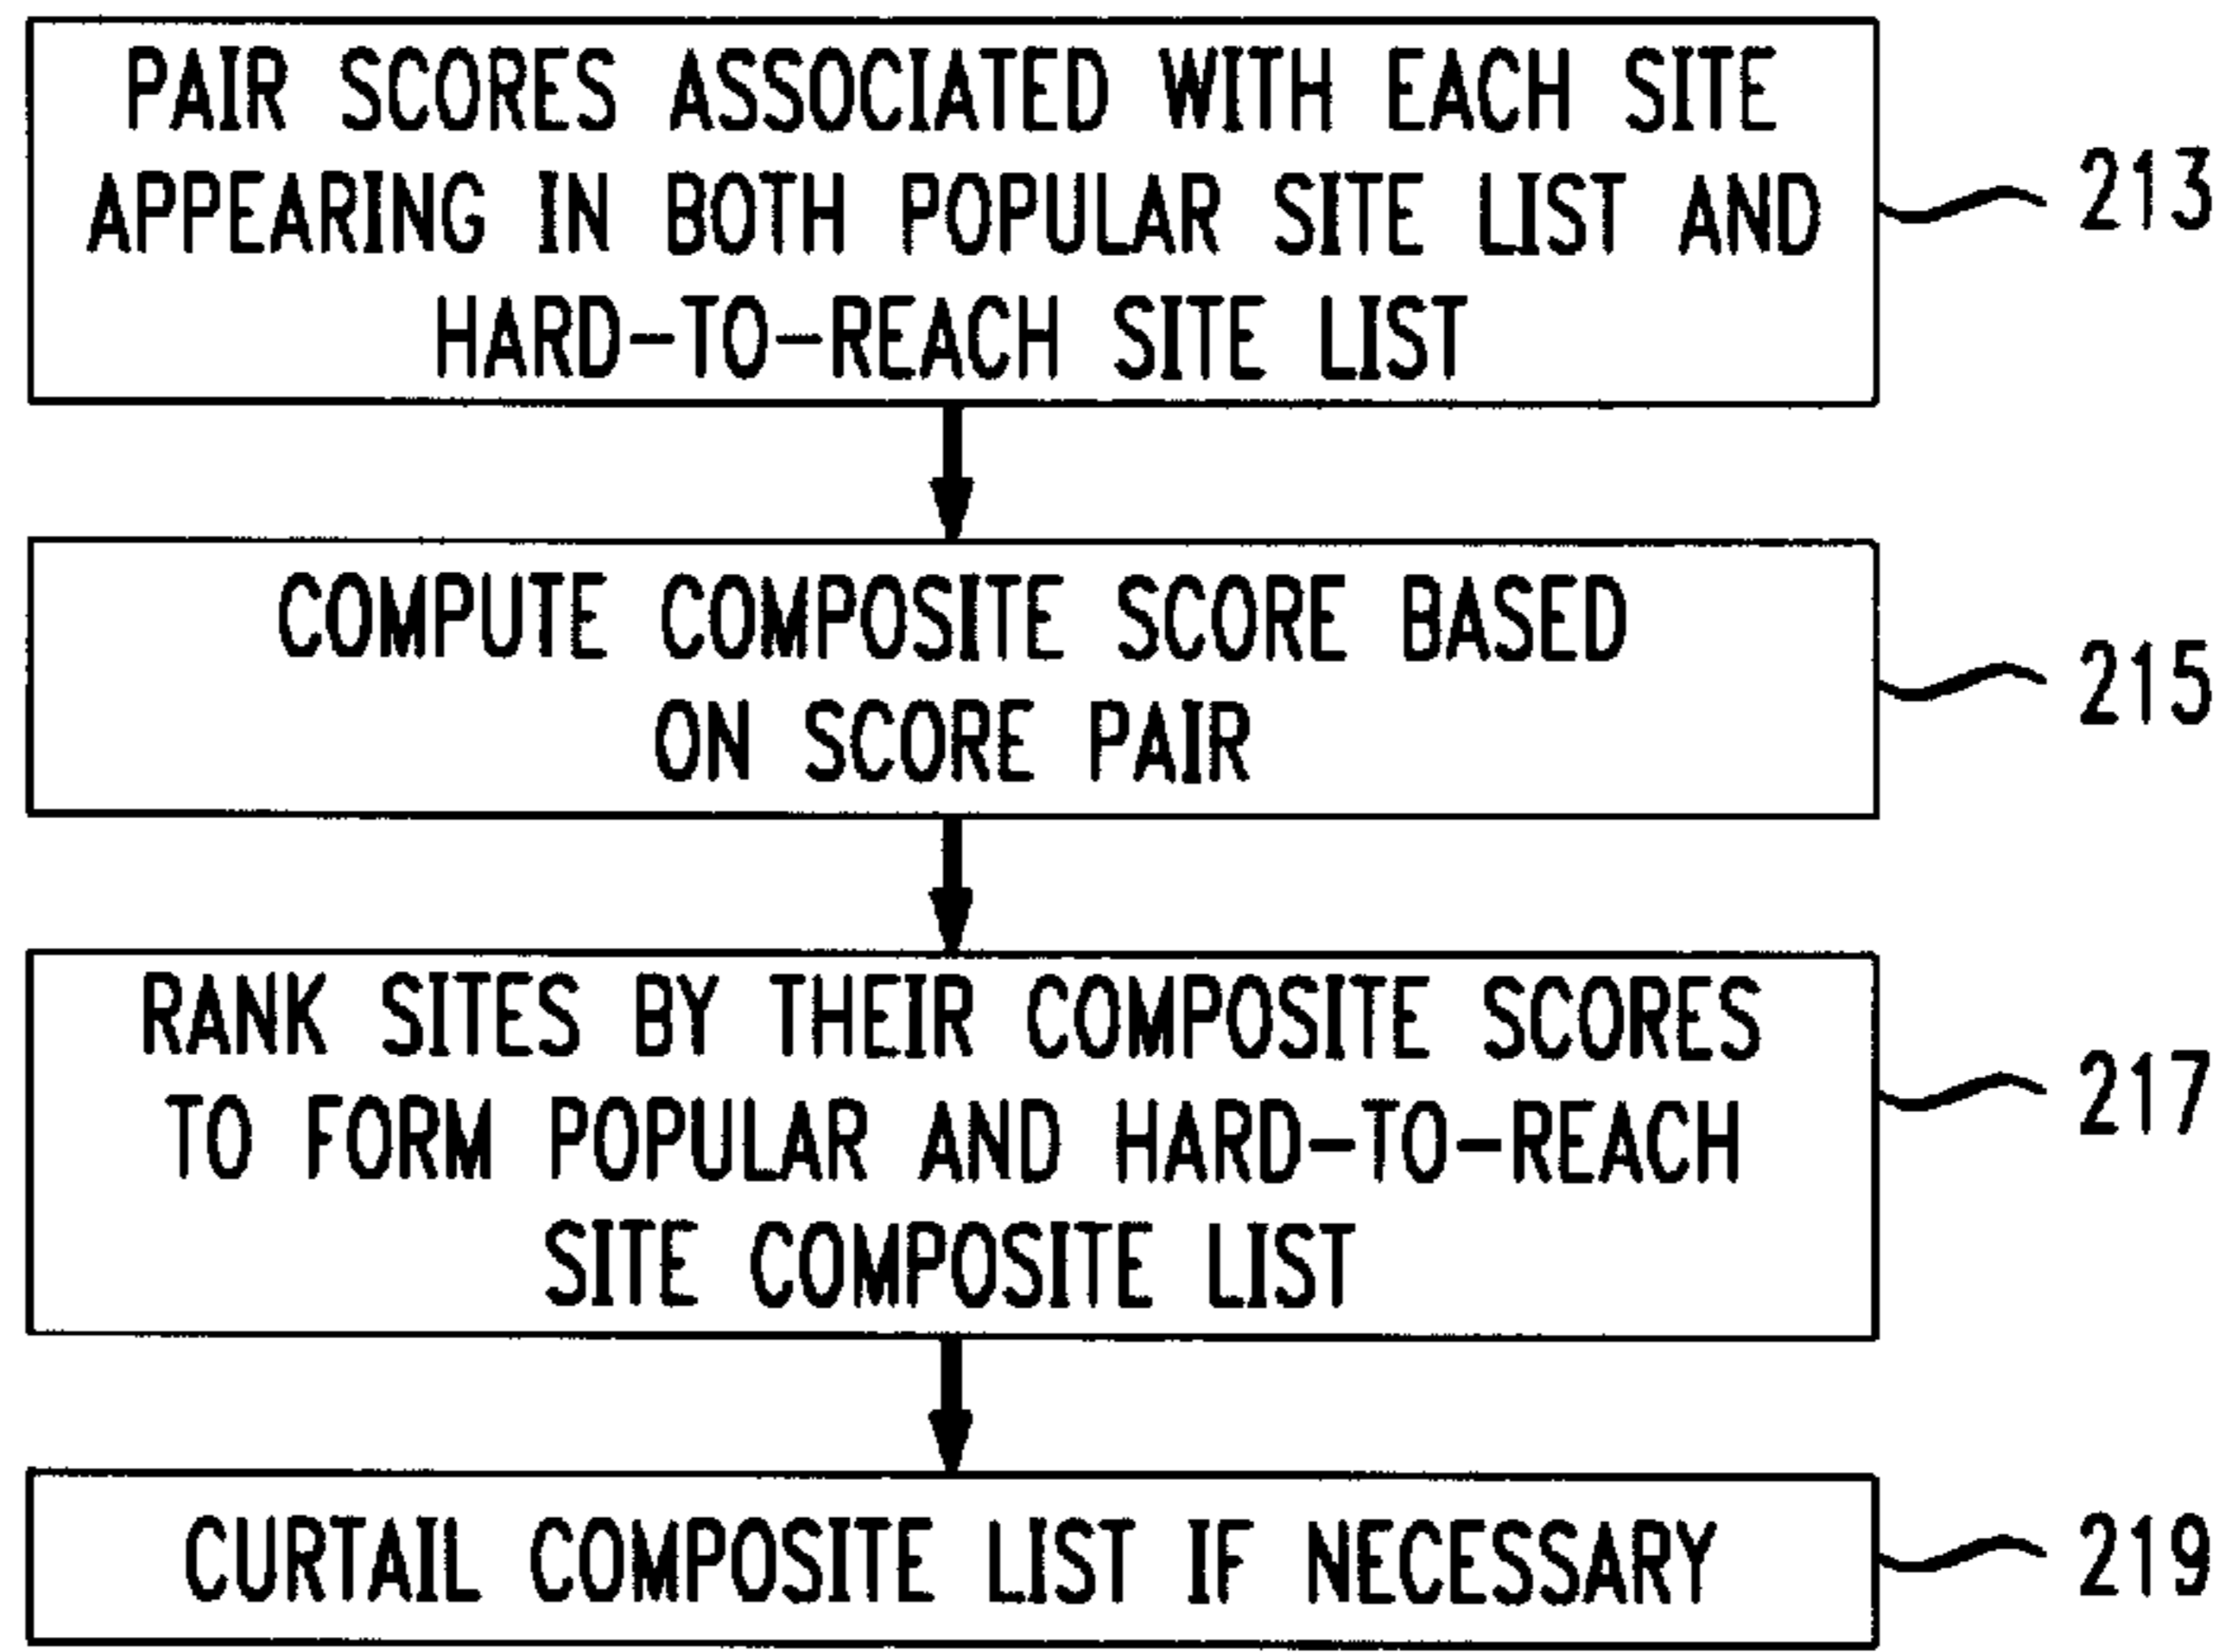 PAIR SCORES ASSOCIATED WITH EACH SITE
APPEARING IN BOTH POPULAR SITE LIST AND
HARD-TO-REACH SITE LIST
213
COMPUTE COMPOSITE SCORE BASED
ON SCORE PAIR
215
RANK SITES BY THEIR COMPOSITE SCORES
TO FORM POPULAR AND HARD-TO-REACH
SITE COMPOSITE LIST
217
CURTAIL COMPOSITE LIST IF NECESSARY
219